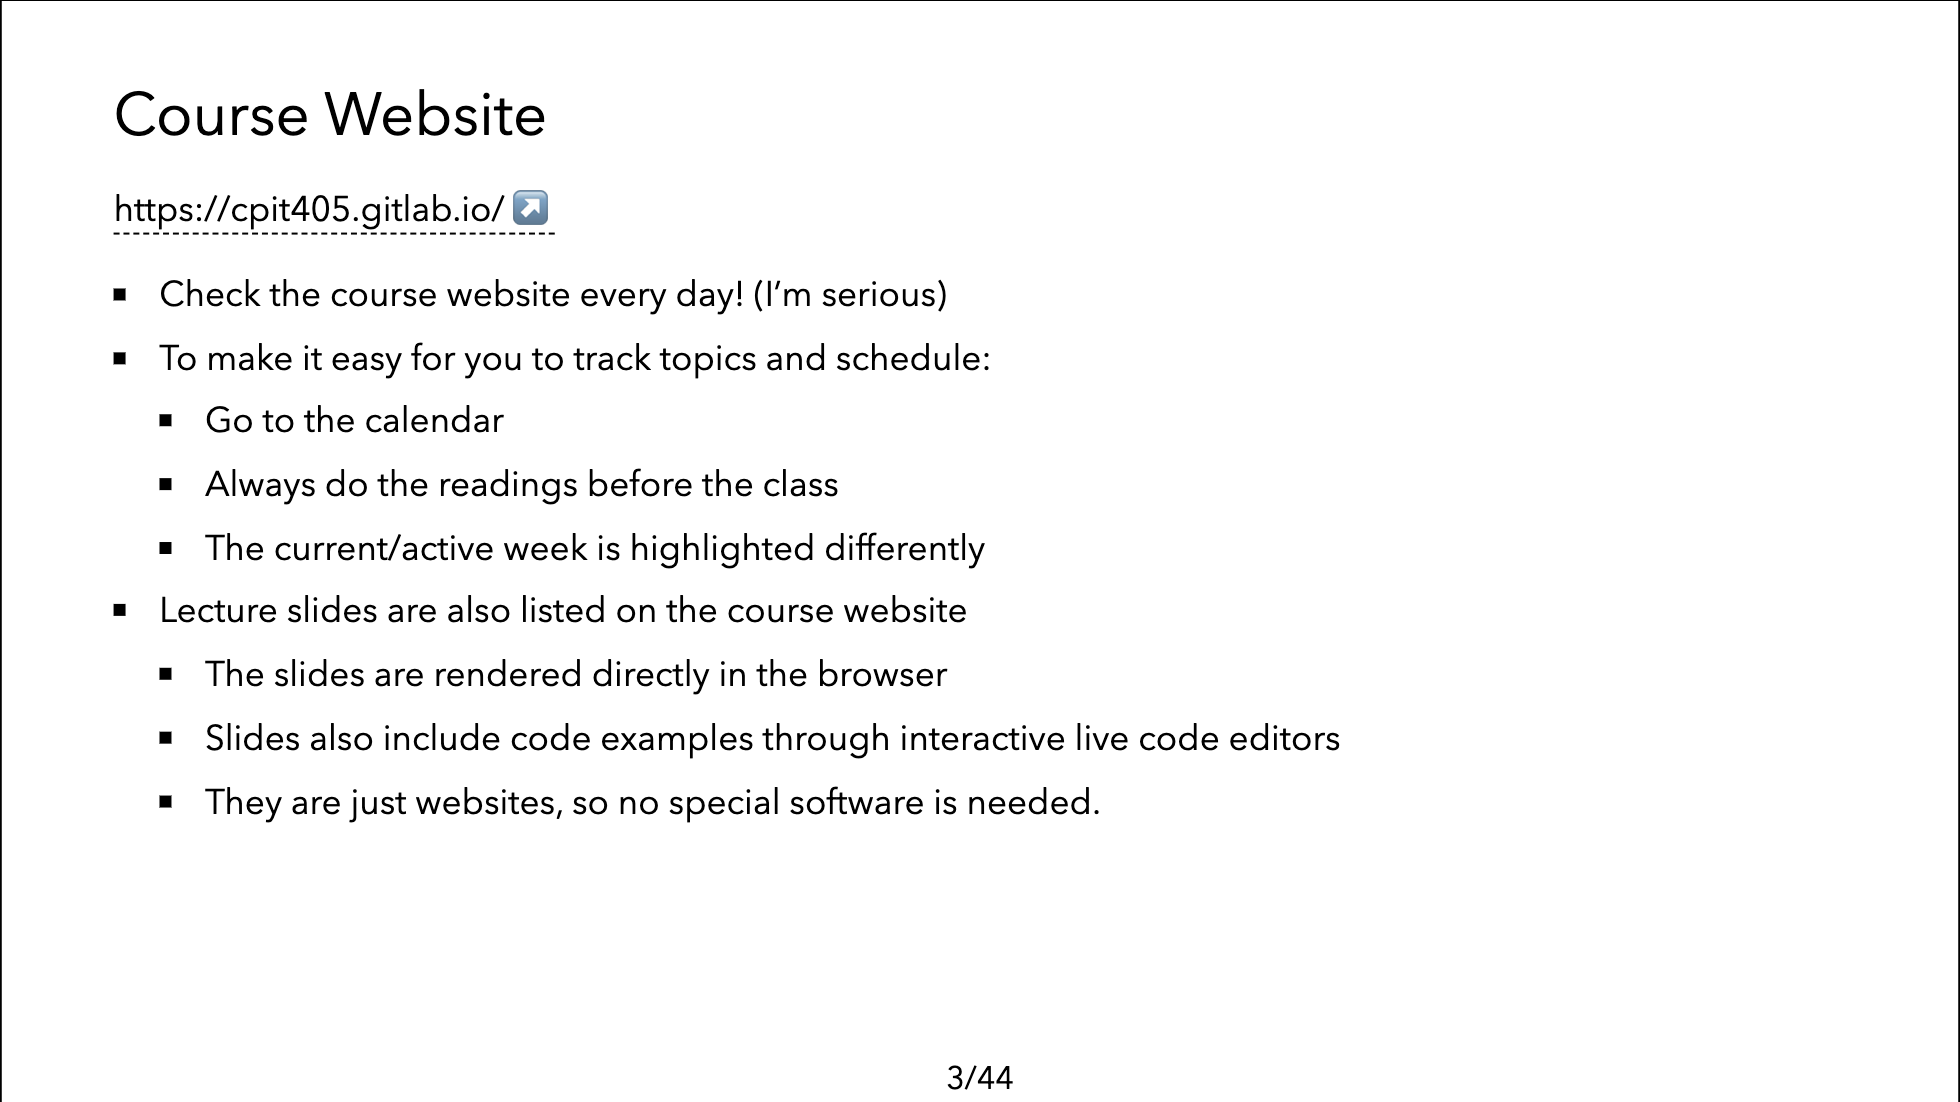 Course Website
https://cpit405.gitlab.io/ ↗️
▪ Check the course website every day! (I’m serious)
▪ To make it easy for you to track topics and schedule:
▪ Go to the calendar
▪ Always do the readings before the class
▪ The current/active week is highlighted differently
▪ Lecture slides are also listed on the course website
▪ The slides are rendered directly in the browser
▪ Slides also include code examples through interactive live code editors
▪ They are just websites, so no special software is needed.
3/44